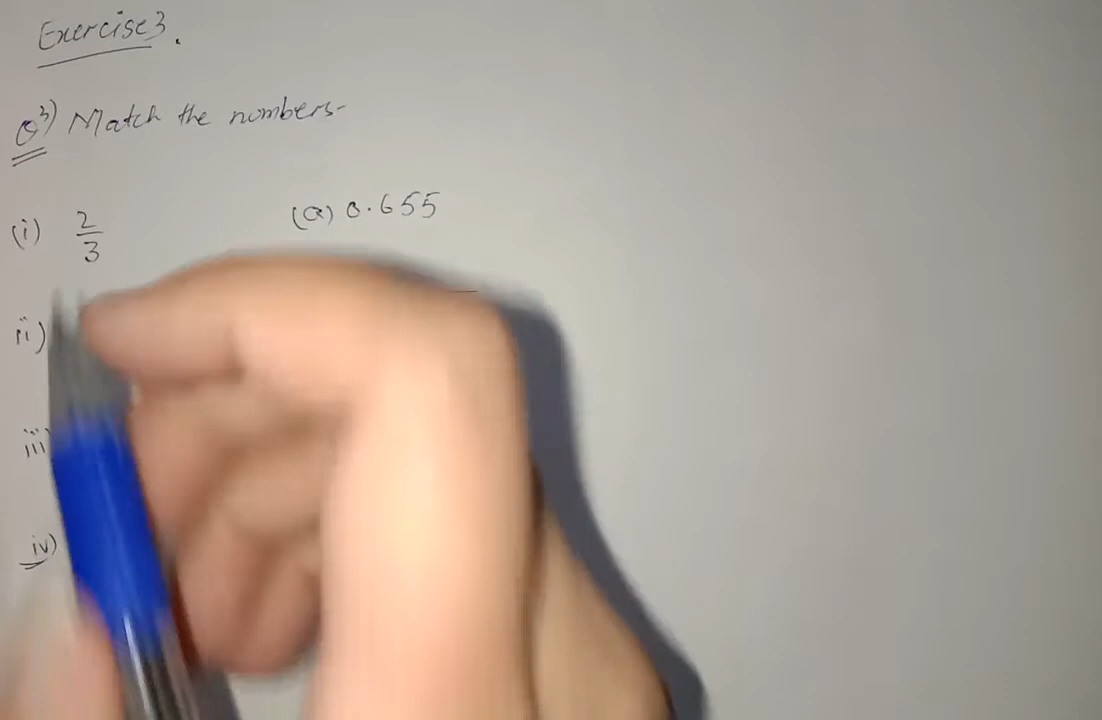 Exercise 3.
Q3) Match the numbers-
(i) 2/3 (a) 0.655
ii)
iii)
iv)